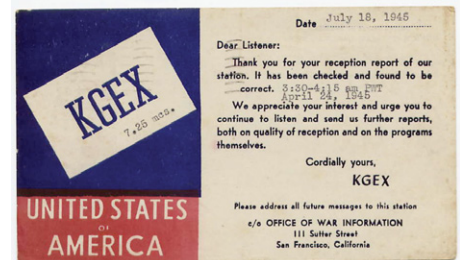 KGEX
7.25 mcs.
UNITED STATES
OF
AMERICA
Date July 18, 1945
Dear Listener:
Thank you for your reception report of our
station. It has been checked and found to be
correct. 3:30-4:15 am PWT
April 24, 1945
We appreciate your interest and urge you to
continue to listen and send us further reports,
both on quality of reception and on the programs
themselves.
Cordially yours,
KGEX
Please address all future messages to this station
c/o OFFICE OF WAR INFORMATION
111 Sutter Street
San Francisco, California